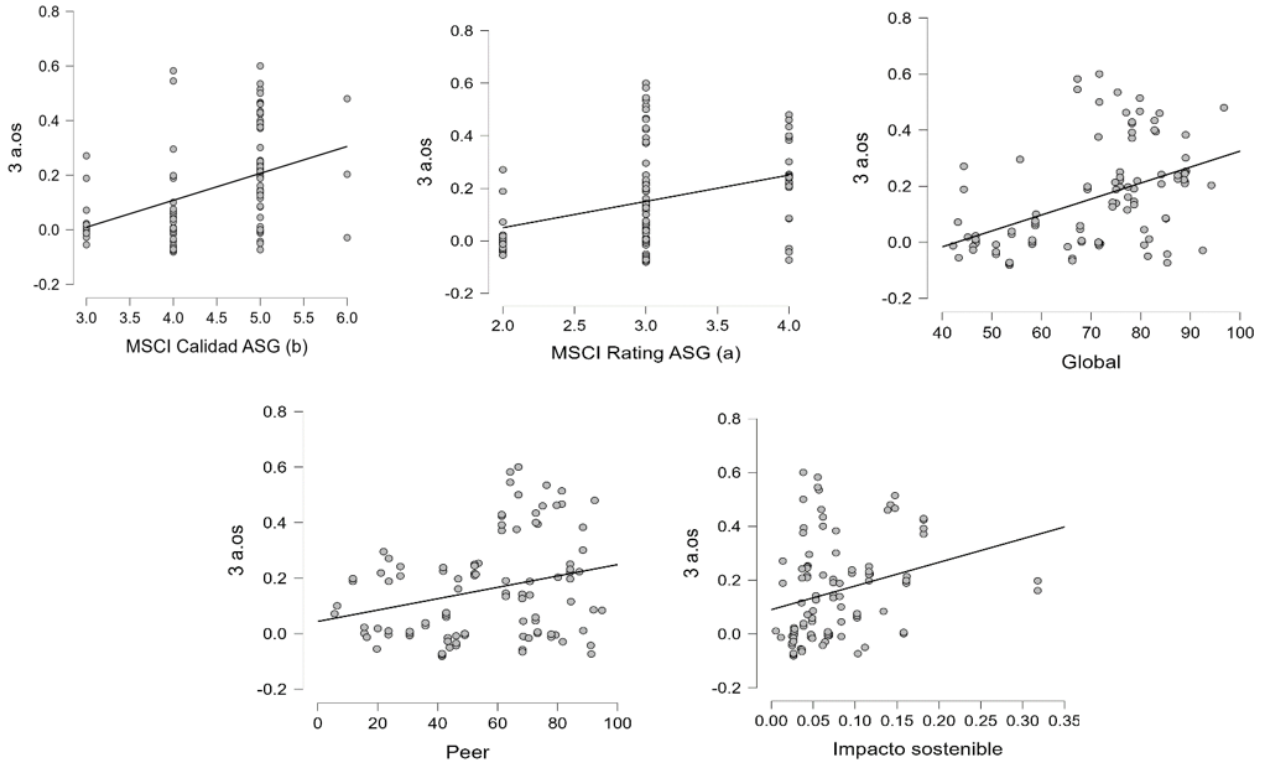 0.8
0.6
0.4
0.2
0.0
-0.2
3 a.os
3.0 3.5 4.0 4.5 5.0 5.5 6.0
MSCI Calidad ASG (b)
0.8
0.6
0.4
0.2
0.0
-0.2
3 a.os
2.0 2.5 3.0 3.5 4.0
MSCI Rating ASG (a)
0.8
0.6
0.4
0.2
0.0
-0.2
3 a.os
40 50 60 70 80 90 100
Global
0.8
0.6
0.4
0.2
0.0
-0.2
3 a.os
0 20 40 60 80 100
Peer
0.8
0.6
0.4
0.2
0.0
-0.2
3 a.os
0.00 0.05 0.10 0.15 0.20 0.25 0.30 0.35
Impacto sostenible